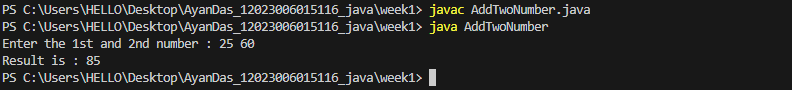 PS C:\Users\HELLO\Desktop\AyanDas_12023006015116_java\week1> javac AddTwoNumber.java
PS C:\Users\HELLO\Desktop\AyanDas_12023006015116_java\week1> java AddTwoNumber
Enter the 1st and 2nd number : 25 60
Result is : 85
PS C:\Users\HELLO\Desktop\AyanDas_12023006015116_java\week1>